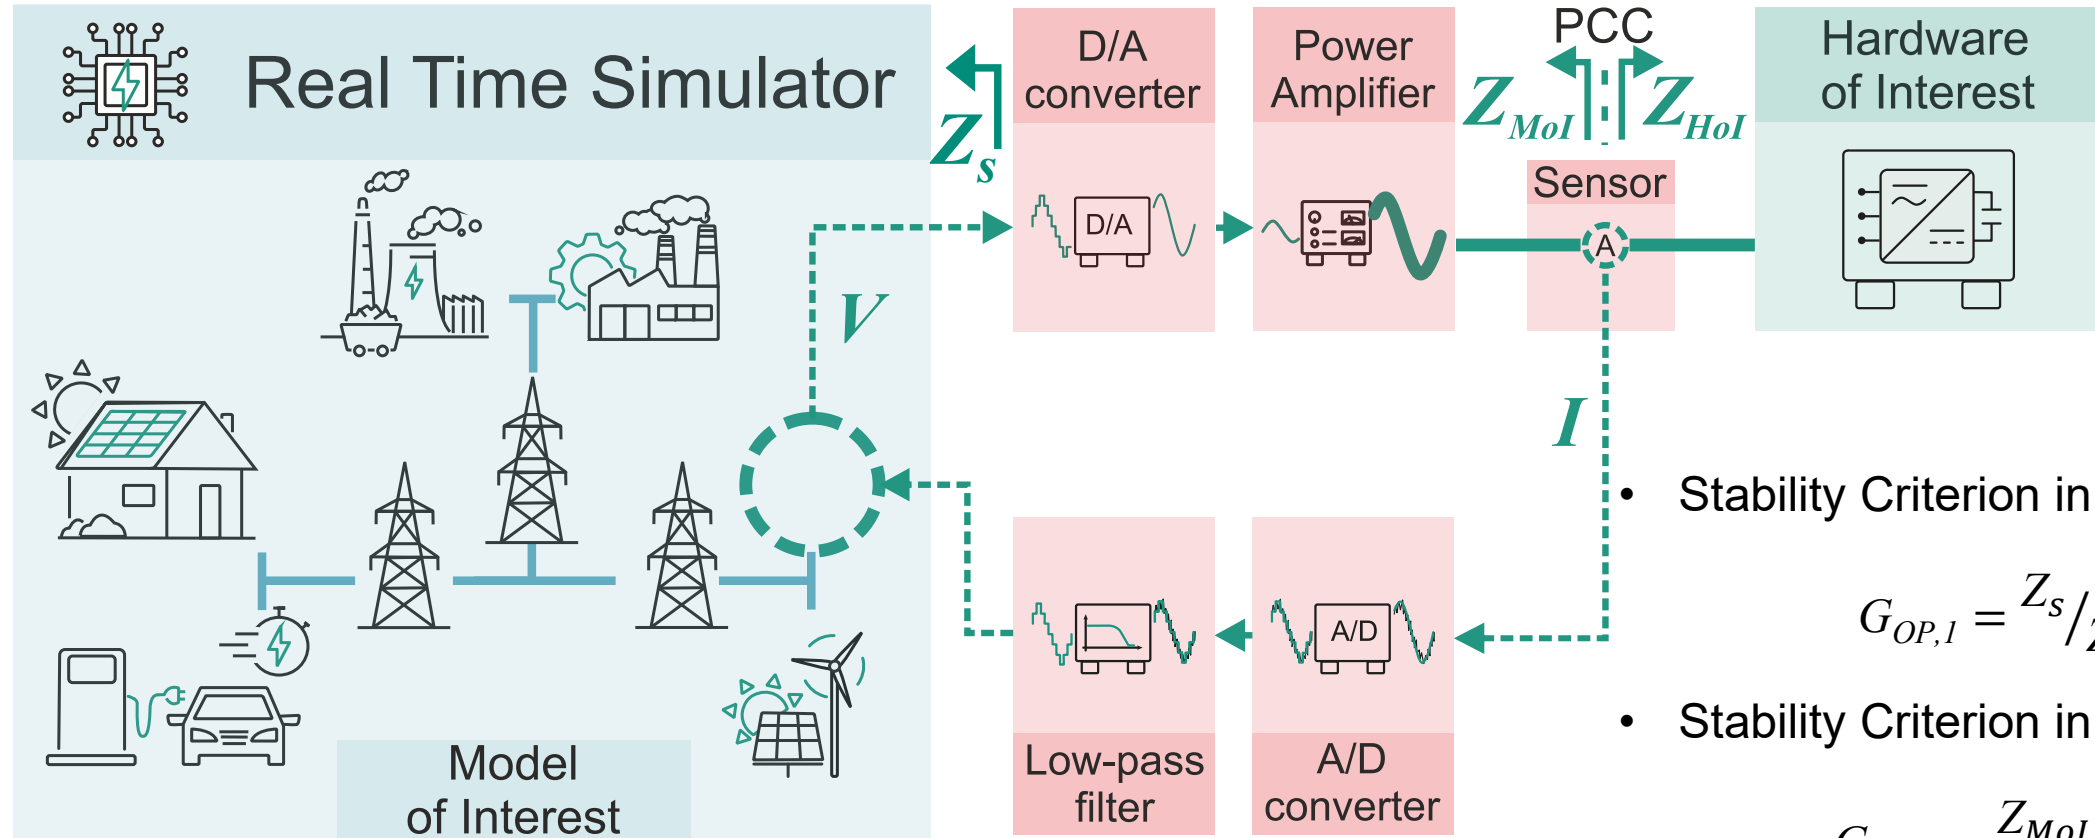 Real Time Simulator
Z_s
D/A
converter
Power
Amplifier
PCC
Z_MoI
Z_HoI
Hardware
of Interest
Sensor
D/A
A
V
I
• Stability Criterion in
G_OP,1 = Z_s/
• Stability Criterion in
Z_MoI
A/D
Low-pass
filter
A/D
converter
Model
of Interest